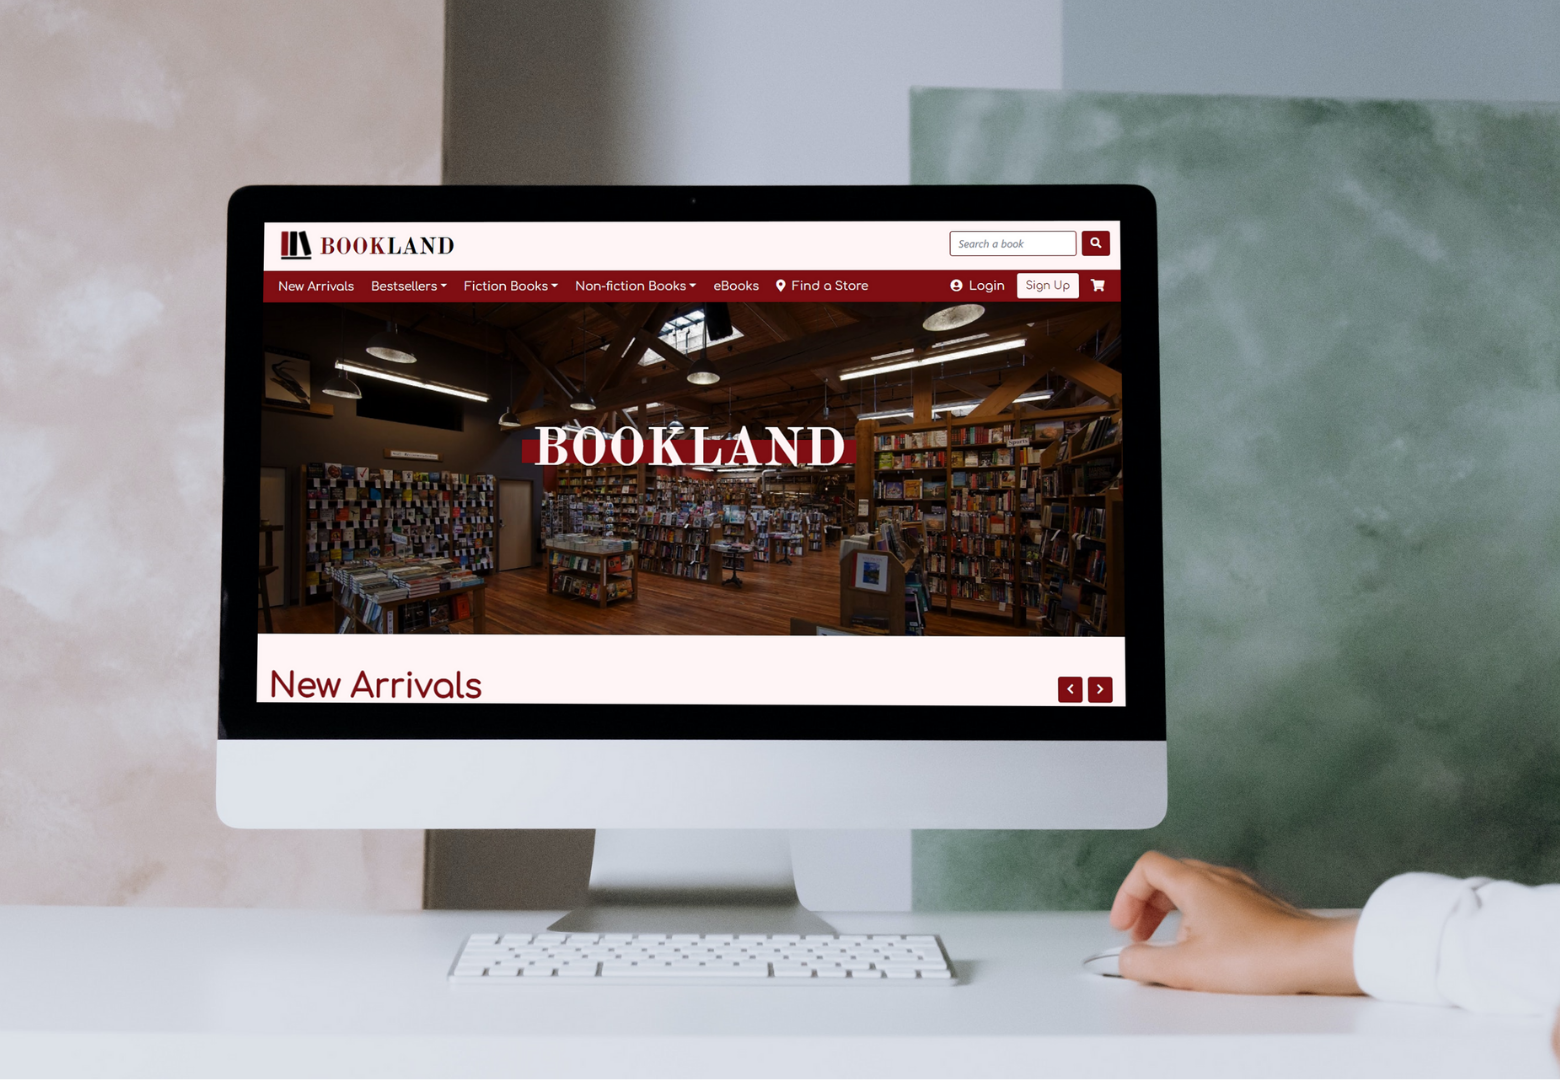 BOOKLAND
Search a book
New Arrivals Bestsellers Fiction Books Non-fiction Books eBooks Find a Store Login Sign Up
Sports
BOOKLAND
New Arrivals